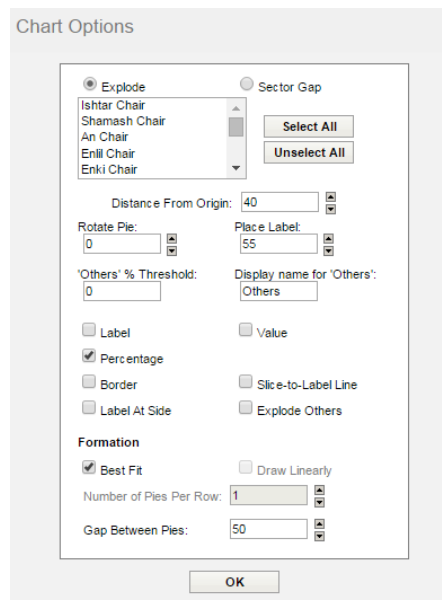 Chart Options
Explode Sector Gap
Ishtar Chair
Shamash Chair
An Chair
Enlil Chair
Enki Chair
Select All
Unselect All
Distance From Origin: 40
Rotate Pie: Place Label:
0 55
'Others' % Threshold: Display name for 'Others':
0 Others
Label Value
Percentage
Border Slice-to-Label Line
Label At Side Explode Others
Formation
Best Fit Draw Linearly
Number of Pies Per Row: 1
Gap Between Pies: 50
OK